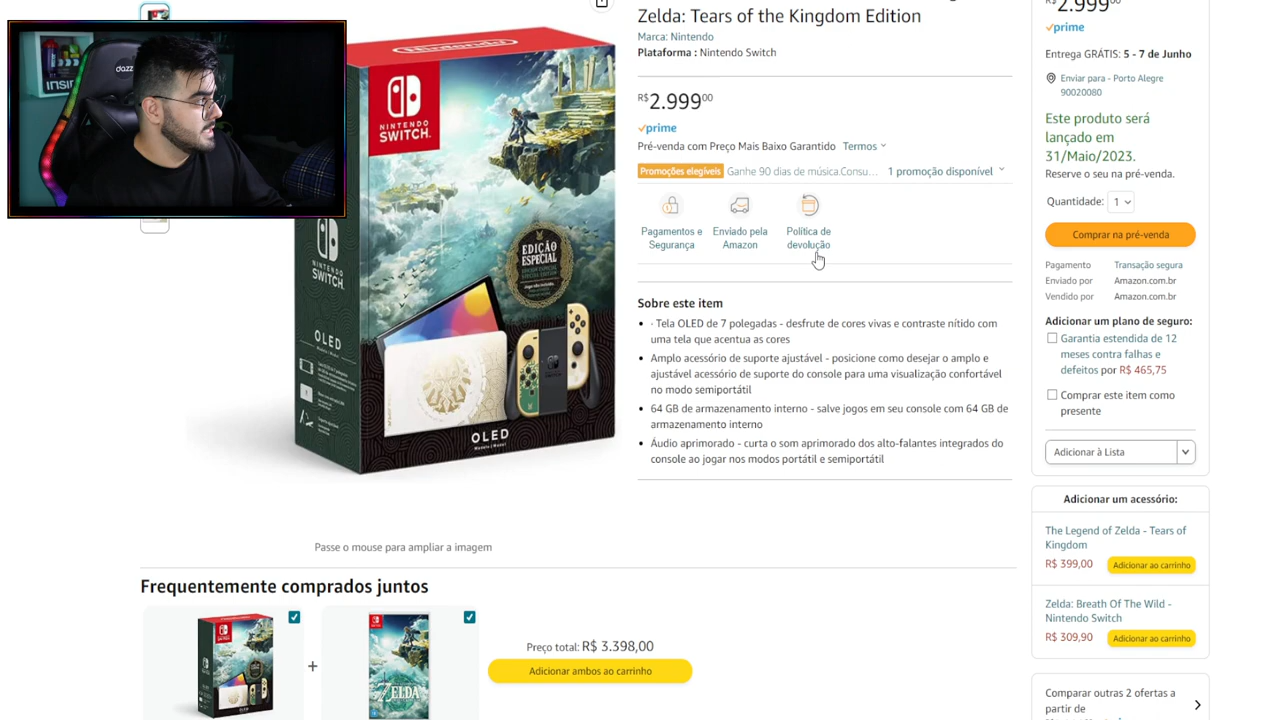 Zelda: Tears of the Kingdom Edition
Marca: Nintendo
Plataforma : Nintendo Switch
R$2.999⁰⁰
prime
Pré-venda com Preço Mais Baixo Garantido Termos
Promoções elegíveis Ganhe 90 dias de música.Consu... 1 promoção disponível
Pagamentos e
Segurança
Enviado pela
Amazon
Política de
devolução
Sobre este item
· Tela OLED de 7 polegadas - desfrute de cores vivas e contraste nítido com
uma tela que acentua as cores
Amplo acessório de suporte ajustável - posicione como desejar o amplo e
ajustável acessório de suporte do console para uma visualização confortável
no modo semiportátil
64 GB de armazenamento interno - salve jogos em seu console com 64 GB de
armazenamento interno
Áudio aprimorado - curta o som aprimorado dos alto-falantes integrados do
console ao jogar nos modos portátil e semiportátil
2.999⁰⁰
prime
Entrega GRÁTIS: 5 - 7 de Junho
Enviar para - Porto Alegre
90020080
Este produto será
lançado em
31/Maio/2023.
Reserve o seu na pré-venda.
Quantidade: 1
Comprar na pré-venda
Pagamento Transação segura
Enviado por Amazon.com.br
Vendido por Amazon.com.br
Adicionar um plano de seguro:
Garantia estendida de 12
meses contra falhas e
defeitos por R$ 465,75
Comprar este item como
presente
Adicionar à Lista
Adicionar um acessório:
The Legend of Zelda - Tears of
Kingdom
R$ 399,00 Adicionar ao carrinho
Zelda: Breath Of The Wild -
Nintendo Switch
R$ 309,90 Adicionar ao carrinho
Comparar outras 2 ofertas a
partir de
dazz
INSI
Nintendo
NINTENDO
SWITCH
NINTENDO
SWITCH
EDIÇÃO
ESPECIAL
OLED
OLED
Passe o mouse para ampliar a imagem
Frequentemente comprados juntos
+
ZELDA
Preço total: R$ 3.398,00
Adicionar ambos ao carrinho